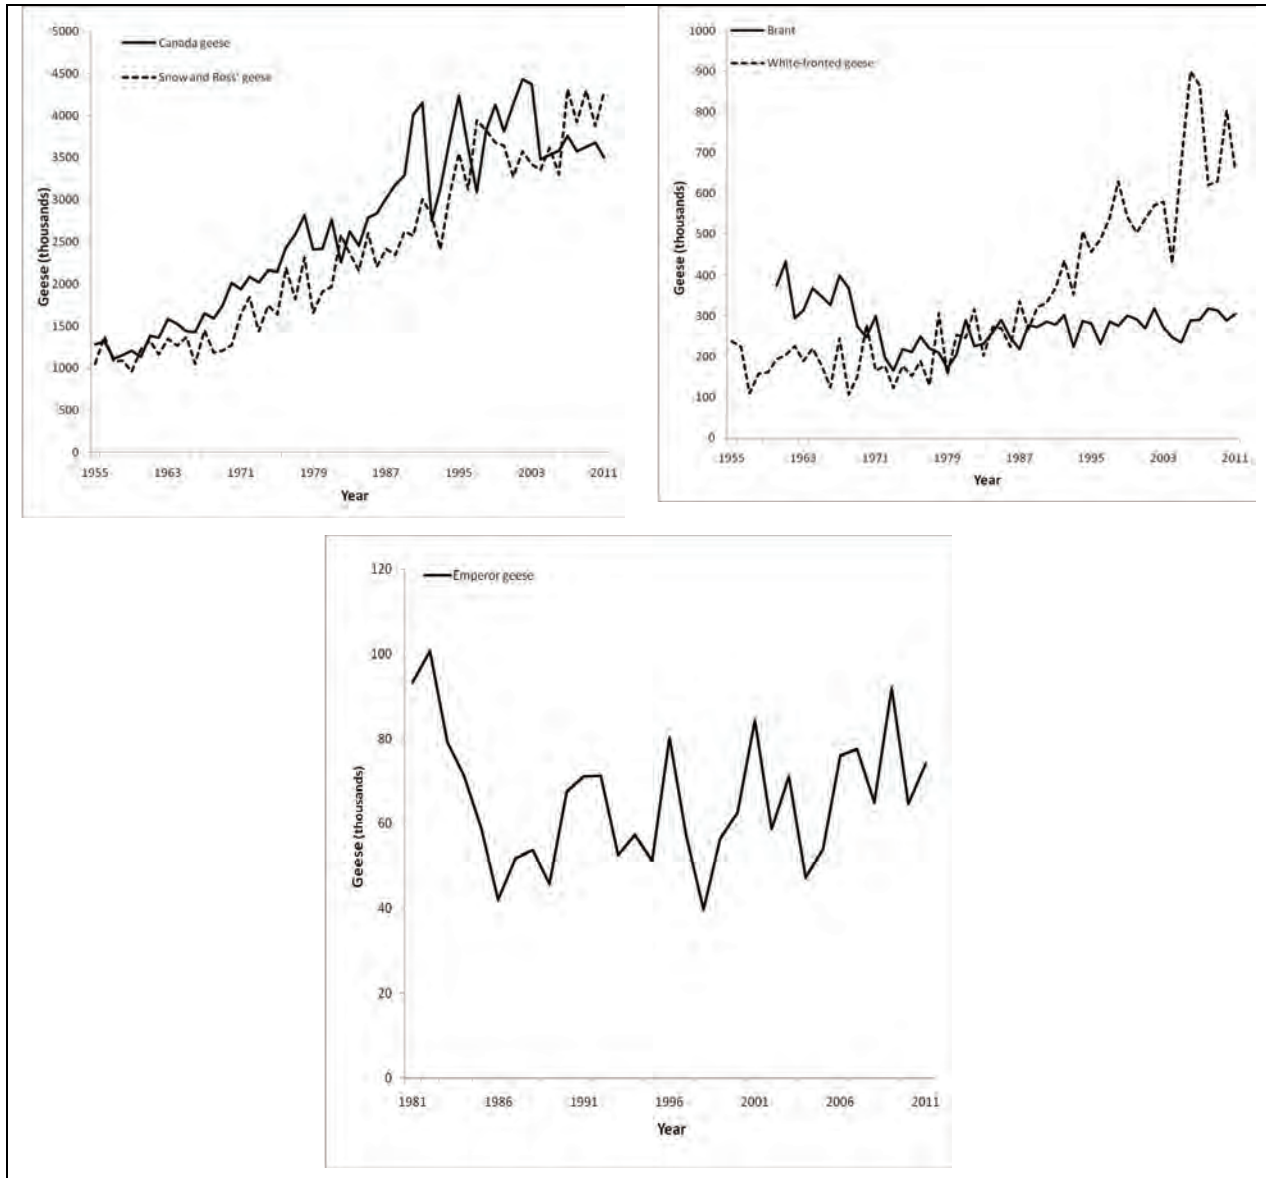 5000
4500
4000
3500
3000
2500
2000
1500
1000
500
0
Geese (thousands)
Canada geese
Snow and Ross' geese
1955 1963 1971 1979 1987 1995 2003 2011
Year
1000
900
800
700
600
500
400
300
200
100
0
Geese (thousands)
Brant
White-fronted geese
1955 1963 1971 1979 1987 1995 2003 2011
Year
120
100
80
60
40
20
0
Geese (thousands)
Emperor geese
1981 1986 1991 1996 2001 2006 2011
Year